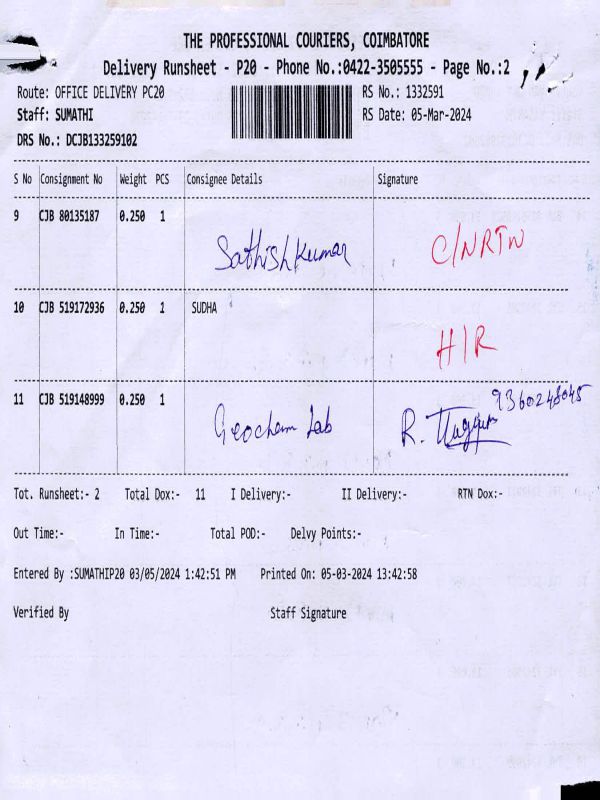 THE PROFESSIONAL COURIERS, COIMBATORE
Delivery Runsheet - P20 - Phone No.:0422-3505555 - Page No.:2
Route: OFFICE DELIVERY PC20 RS No.: 1332591
Staff: SUMATHI RS Date: 05-Mar-2024
DRS No.: DCJB133259102
S No Consignment No Weight PCS Consignee Details Signature
9 CJB 80135187 0.250 1
Sathishkumar C/NRTN
10 CJB 519172936 0.250 1 SUDHA
H/R
11 CJB 519148999 0.250 1 9360248045
Geochem Lab R.
Tot. Runsheet:- 2 Total Dox:- 11 I Delivery:- II Delivery:- RTN Dox:-
Out Time:- In Time:- Total POD:- Delvy Points:-
Entered By :SUMATHIP20 03/05/2024 1:42:51 PM Printed On: 05-03-2024 13:42:58
Verified By Staff Signature